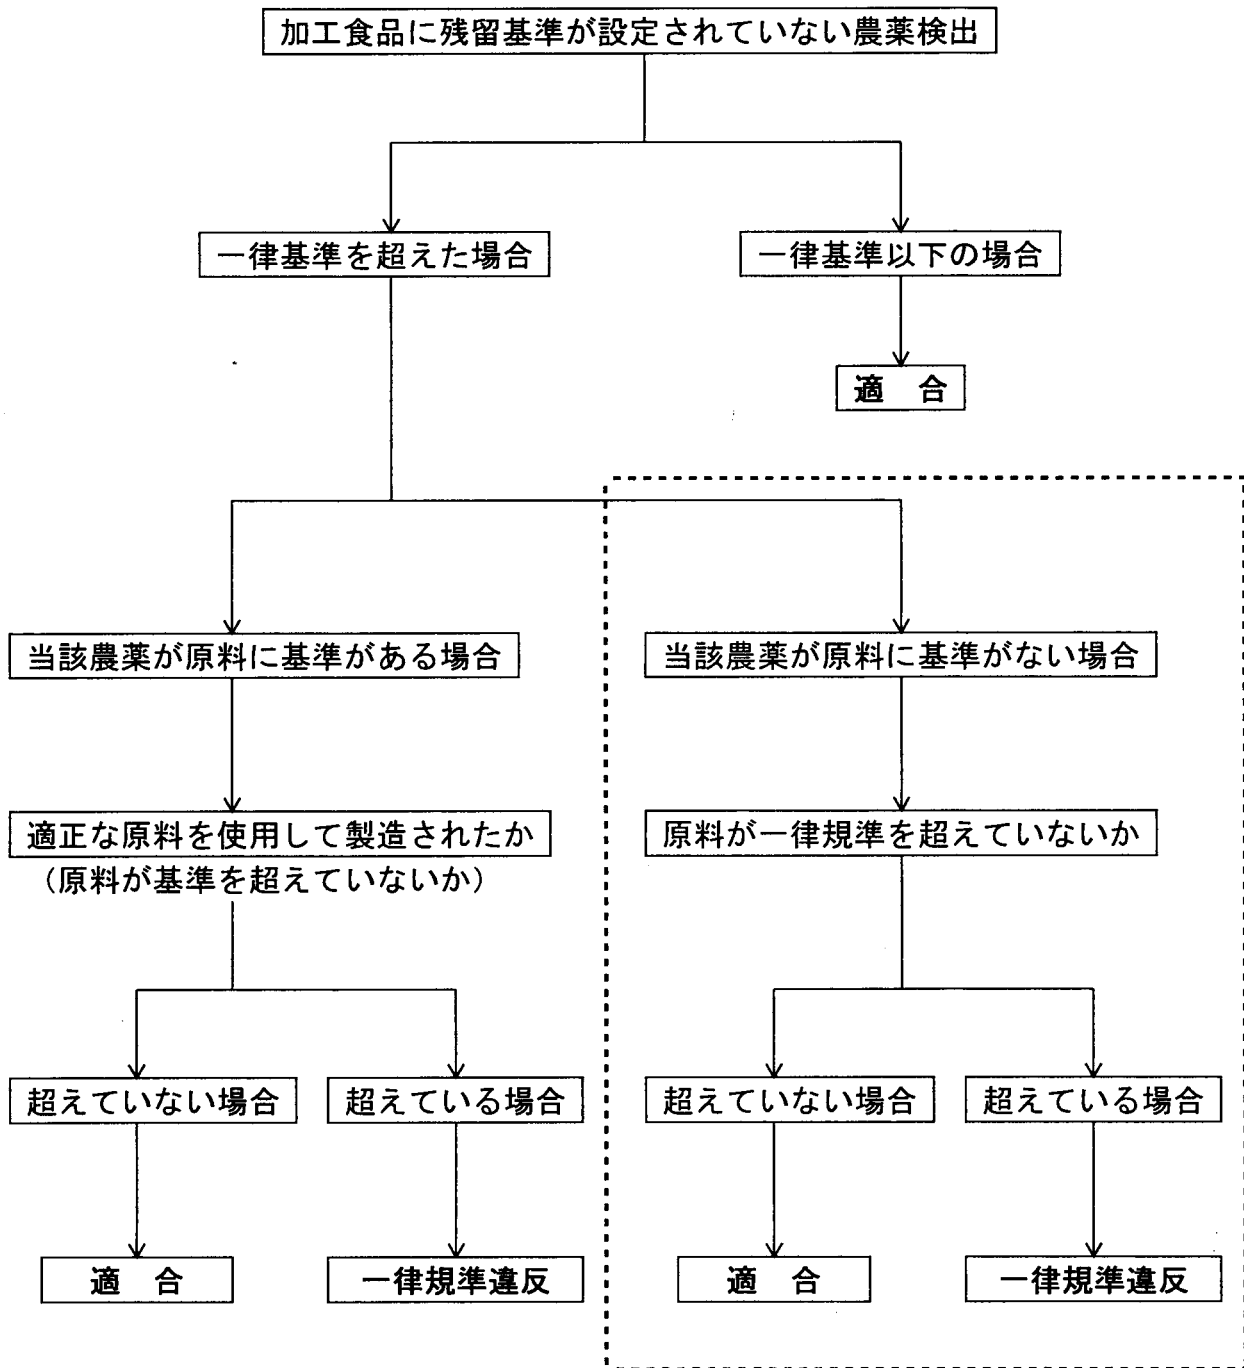 加工食品に残留基準が設定されていない農薬検出
一律基準を超えた場合
一律基準以下の場合
適　合
当該農薬が原料に基準がある場合
当該農薬が原料に基準がない場合
適正な原料を使用して製造されたか
（原料が基準を超えていないか）
原料が一律規準を超えていないか
超えていない場合
超えている場合
超えていない場合
超えている場合
適　合
一律規準違反
適　合
一律規準違反